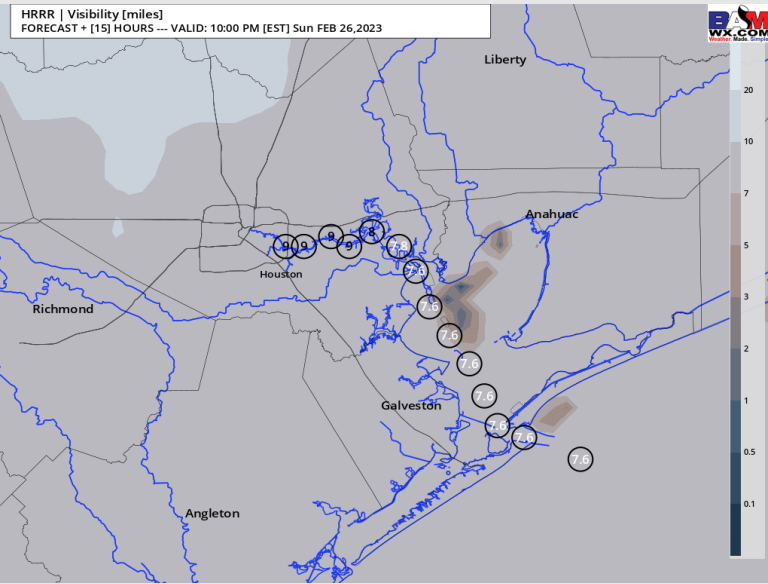 HRRR | Visibility [miles]
FORECAST + [15] HOURS --- VALID: 10:00 PM [EST] Sun FEB 26,2023
BAM
WX.COM
Weather. Made. Simple
Liberty
20
10
7
Anahuac
8
9
9
9
9
7.8
5
Houston
7.6
3
Richmond
7.6
7.6
2
7.6
7.6
1
Galveston
7.6
7.6
0.5
7.6
0.1
Angleton